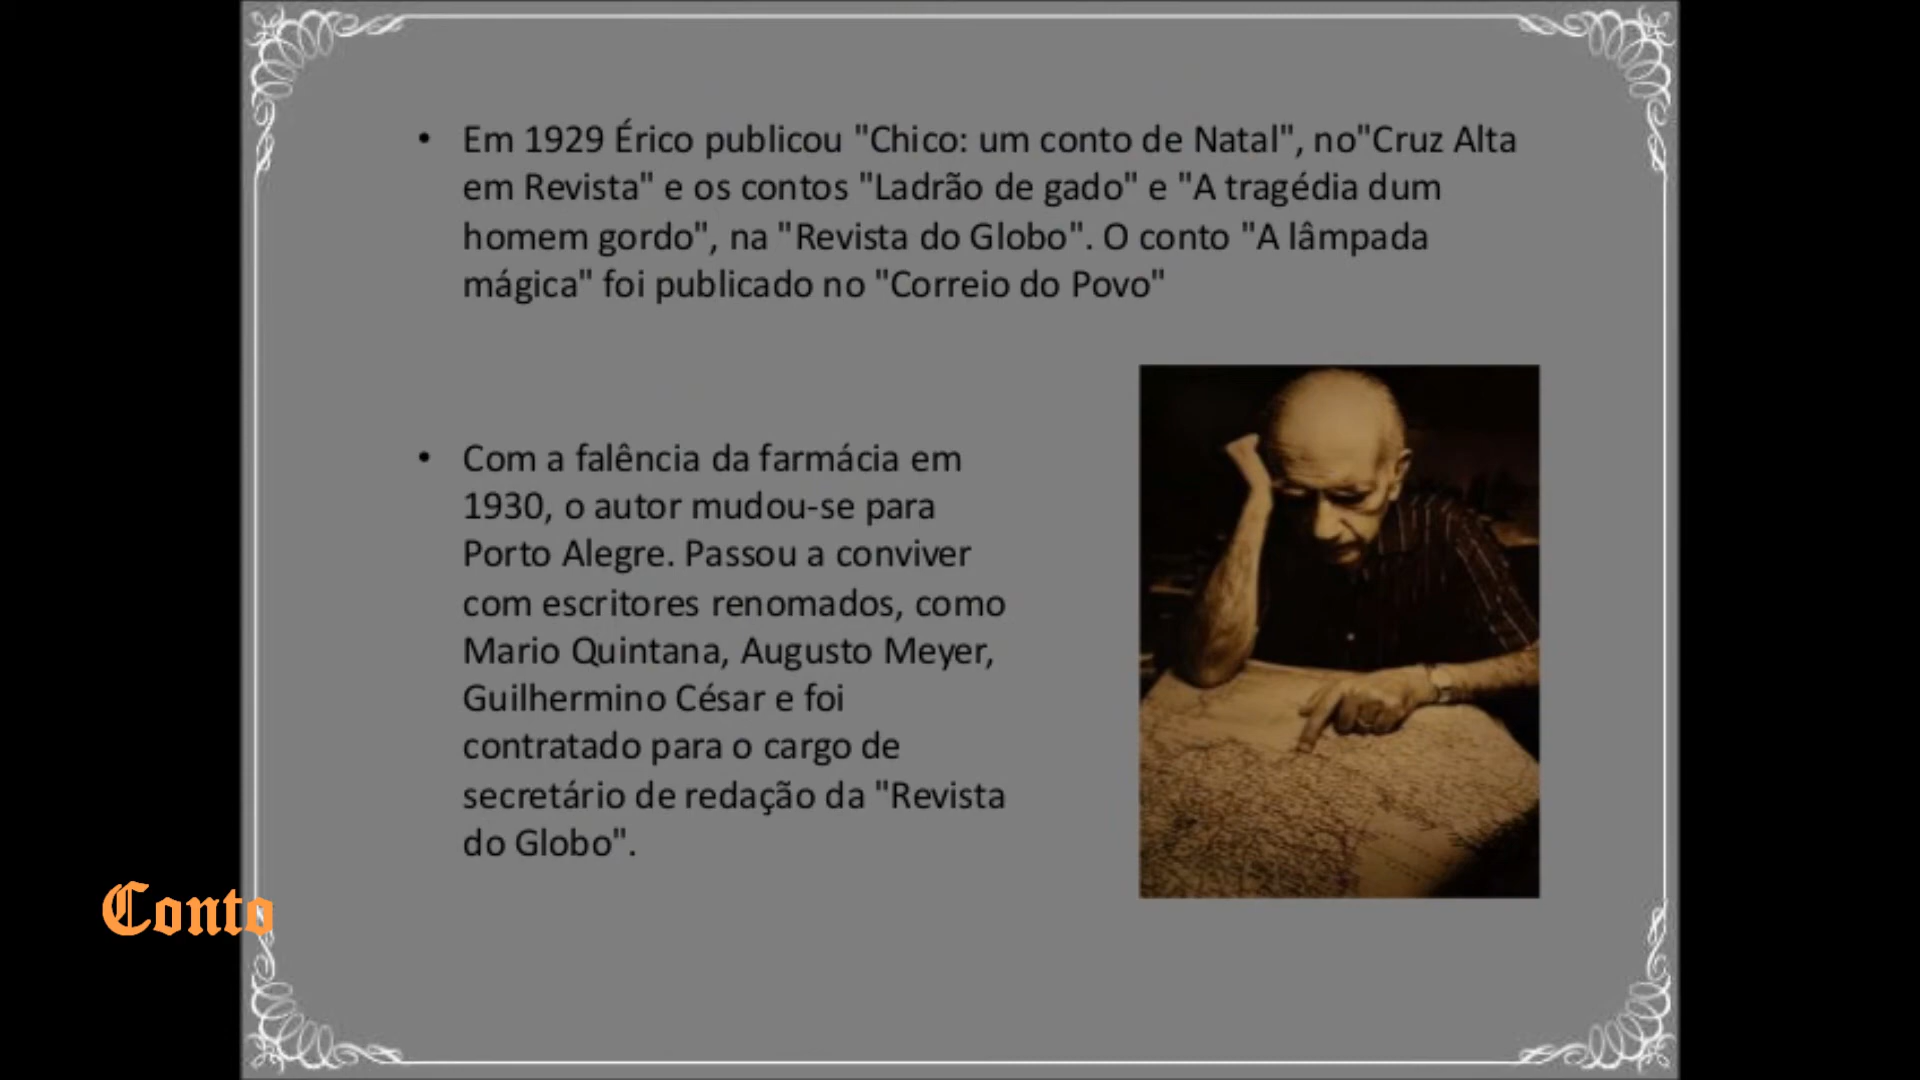 • Em 1929 Érico publicou "Chico: um conto de Natal", no"Cruz Alta
em Revista" e os contos "Ladrão de gado" e "A tragédia dum
homem gordo", na "Revista do Globo". O conto "A lâmpada
mágica" foi publicado no "Correio do Povo"
• Com a falência da farmácia em
1930, o autor mudou-se para
Porto Alegre. Passou a conviver
com escritores renomados, como
Mario Quintana, Augusto Meyer,
Guilhermino César e foi
contratado para o cargo de
secretário de redação da "Revista
do Globo".
Conto